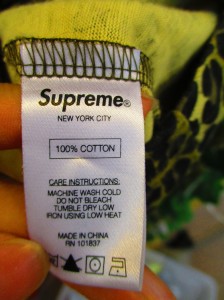 Supreme®
NEW YORK CITY
100% COTTON
CARE INSTRUCTIONS:
MACHINE WASH COLD
DO NOT BLEACH
TUMBLE DRY LOW
IRON USING LOW HEAT
MADE IN CHINA
RN 101837